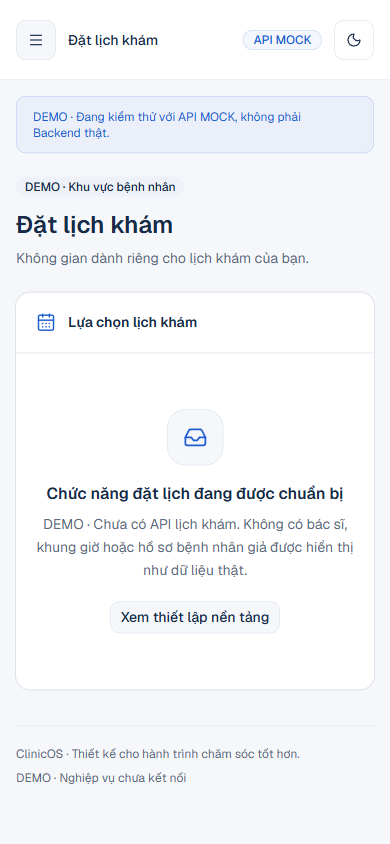 Đặt lịch khám
API MOCK
DEMO · Đang kiểm thử với API MOCK, không phải
Backend thật.
DEMO · Khu vực bệnh nhân
Đặt lịch khám
Không gian dành riêng cho lịch khám của bạn.
Lựa chọn lịch khám
Chức năng đặt lịch đang được chuẩn bị
DEMO · Chưa có API lịch khám. Không có bác sĩ,
khung giờ hoặc hồ sơ bệnh nhân giả được hiển thị
như dữ liệu thật.
Xem thiết lập nền tảng
ClinicOS · Thiết kế cho hành trình chăm sóc tốt hơn.
DEMO · Nghiệp vụ chưa kết nối